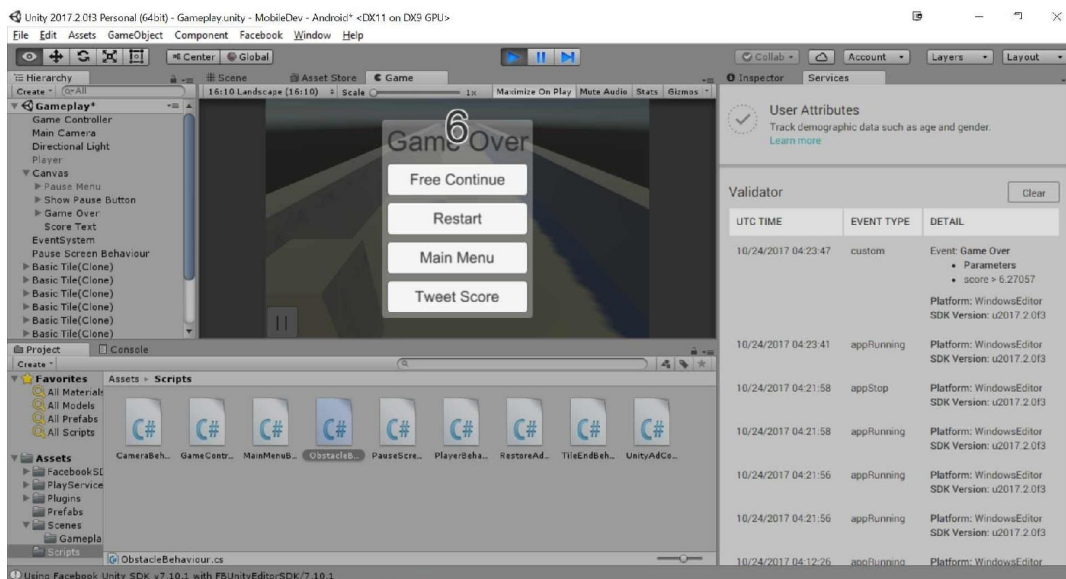 Unity 2017.2.0f3 Personal (64bit) - Gameplay.unity - MobileDev - Android* <DX11 on DX9 GPU>
File Edit Assets GameObject Component Facebook Window Help
Center Global
Collab Account Layers Layout
Hierarchy
Create All
Gameplay*
Game Controller
Main Camera
Directional Light
Player
Canvas
Pause Menu
Show Pause Button
Game Over
Score Text
EventSystem
Pause Screen Behaviour
Basic Tile(Clone)
Basic Tile(Clone)
Basic Tile(Clone)
Basic Tile(Clone)
Basic Tile(Clone)
Basic Tile(Clone)
Scene Asset Store Game
16:10 Landscape (16:10) Scale 1x Maximize On Play Mute Audio Stats Gizmos
6
Game Over
Free Continue
Restart
Main Menu
Tweet Score
Project Console
Create
Favorites
All Materials
All Models
All Prefabs
All Scripts
Assets
FacebookSD
PlayService
Plugins
Prefabs
Scenes
Gamepla
Scripts
Assets Scripts
C# C# C# C# C# C# C# C# C#
CameraBeh... GameContr... MainMenuB... ObstacleB... PauseScre... PlayerBeha... RestoreAd... TileEndBeh... UnityAdCo...
ObstacleBehaviour.cs
Inspector Services
User Attributes
Track demographic data such as age and gender.
Learn more
Validator Clear
UTC TIME EVENT TYPE DETAIL
10/24/2017 04:23:47 custom Event: Game Over
• Parameters
• score > 6.27057
Platform: WindowsEditor
SDK Version: u2017.2.0f3
10/24/2017 04:23:41 appRunning Platform: WindowsEditor
SDK Version: u2017.2.0f3
10/24/2017 04:21:58 appStop Platform: WindowsEditor
SDK Version: u2017.2.0f3
10/24/2017 04:21:58 appRunning Platform: WindowsEditor
SDK Version: u2017.2.0f3
10/24/2017 04:21:56 appRunning Platform: WindowsEditor
SDK Version: u2017.2.0f3
10/24/2017 04:21:56 appRunning Platform: WindowsEditor
SDK Version: u2017.2.0f3
10/24/2017 04:12:26 appRunning Platform: WindowsEditor
Using Facebook Unity SDK v7.10.1 with FBUnityEditorSDK/7.10.1